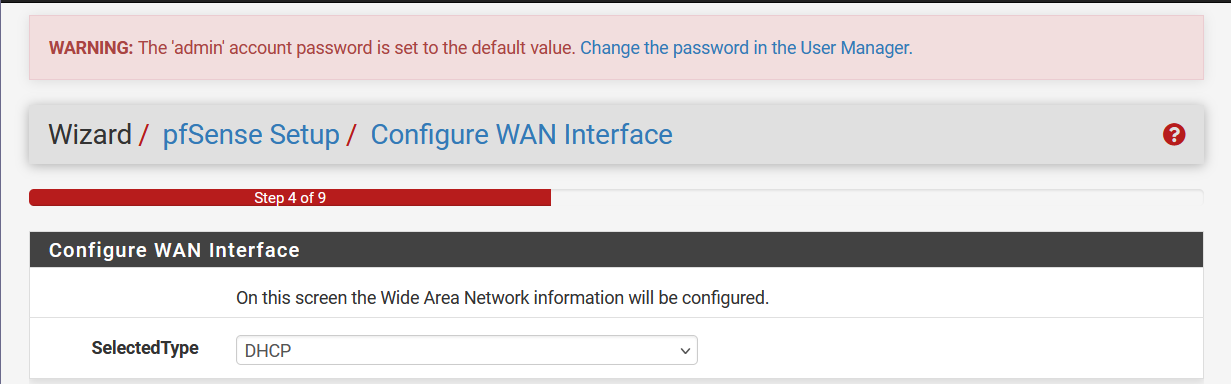 WARNING: The 'admin' account password is set to the default value. Change the password in the User Manager.
Wizard / pfSense Setup / Configure WAN Interface
Step 4 of 9
Configure WAN Interface
On this screen the Wide Area Network information will be configured.
SelectedType DHCP